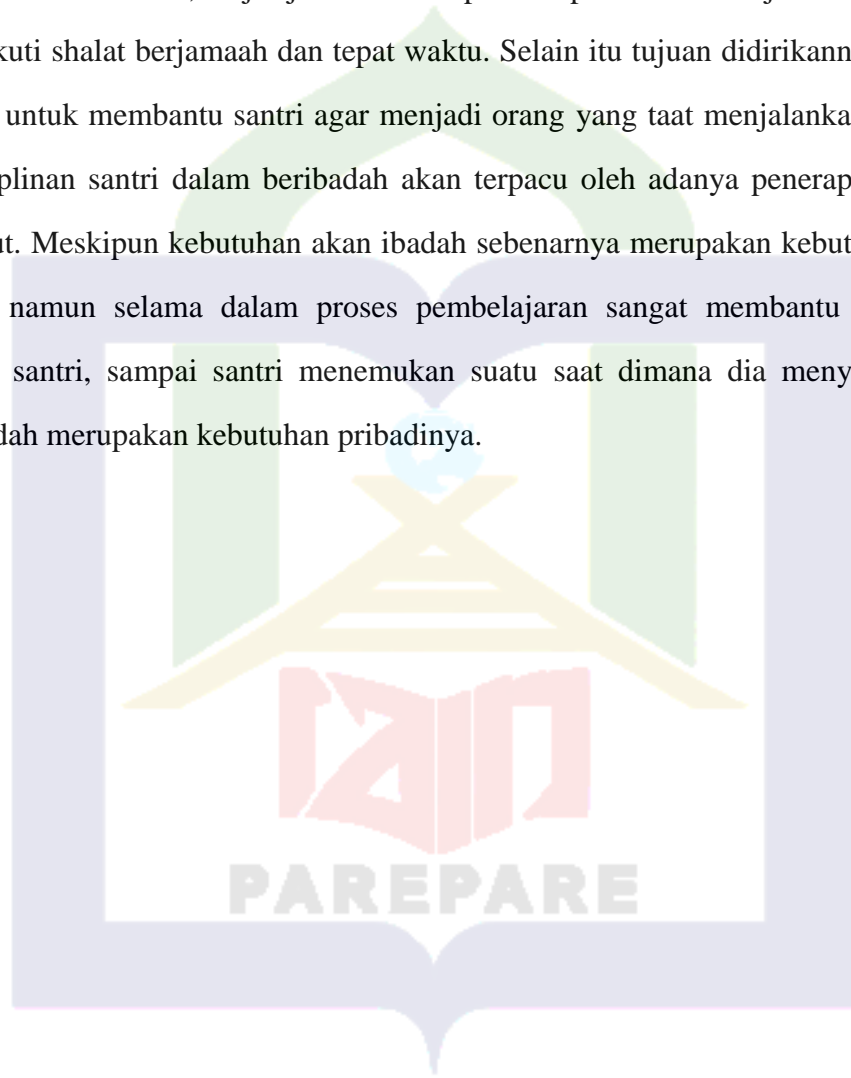 kuti shalat berjamaah dan tepat waktu. Selain itu tujuan didirikann
untuk membantu santri agar menjadi orang yang taat menjalanka
plinan santri dalam beribadah akan terpacu oleh adanya penerap
ut. Meskipun kebutuhan akan ibadah sebenarnya merupakan kebut
namun selama dalam proses pembelajaran sangat membantu
santri, sampai santri menemukan suatu saat dimana dia meny
dah merupakan kebutuhan pribadinya.
iain
PAREPARE